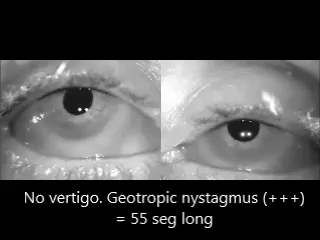 No vertigo. Geotropic nystagmus (+++)
= 55 seg long